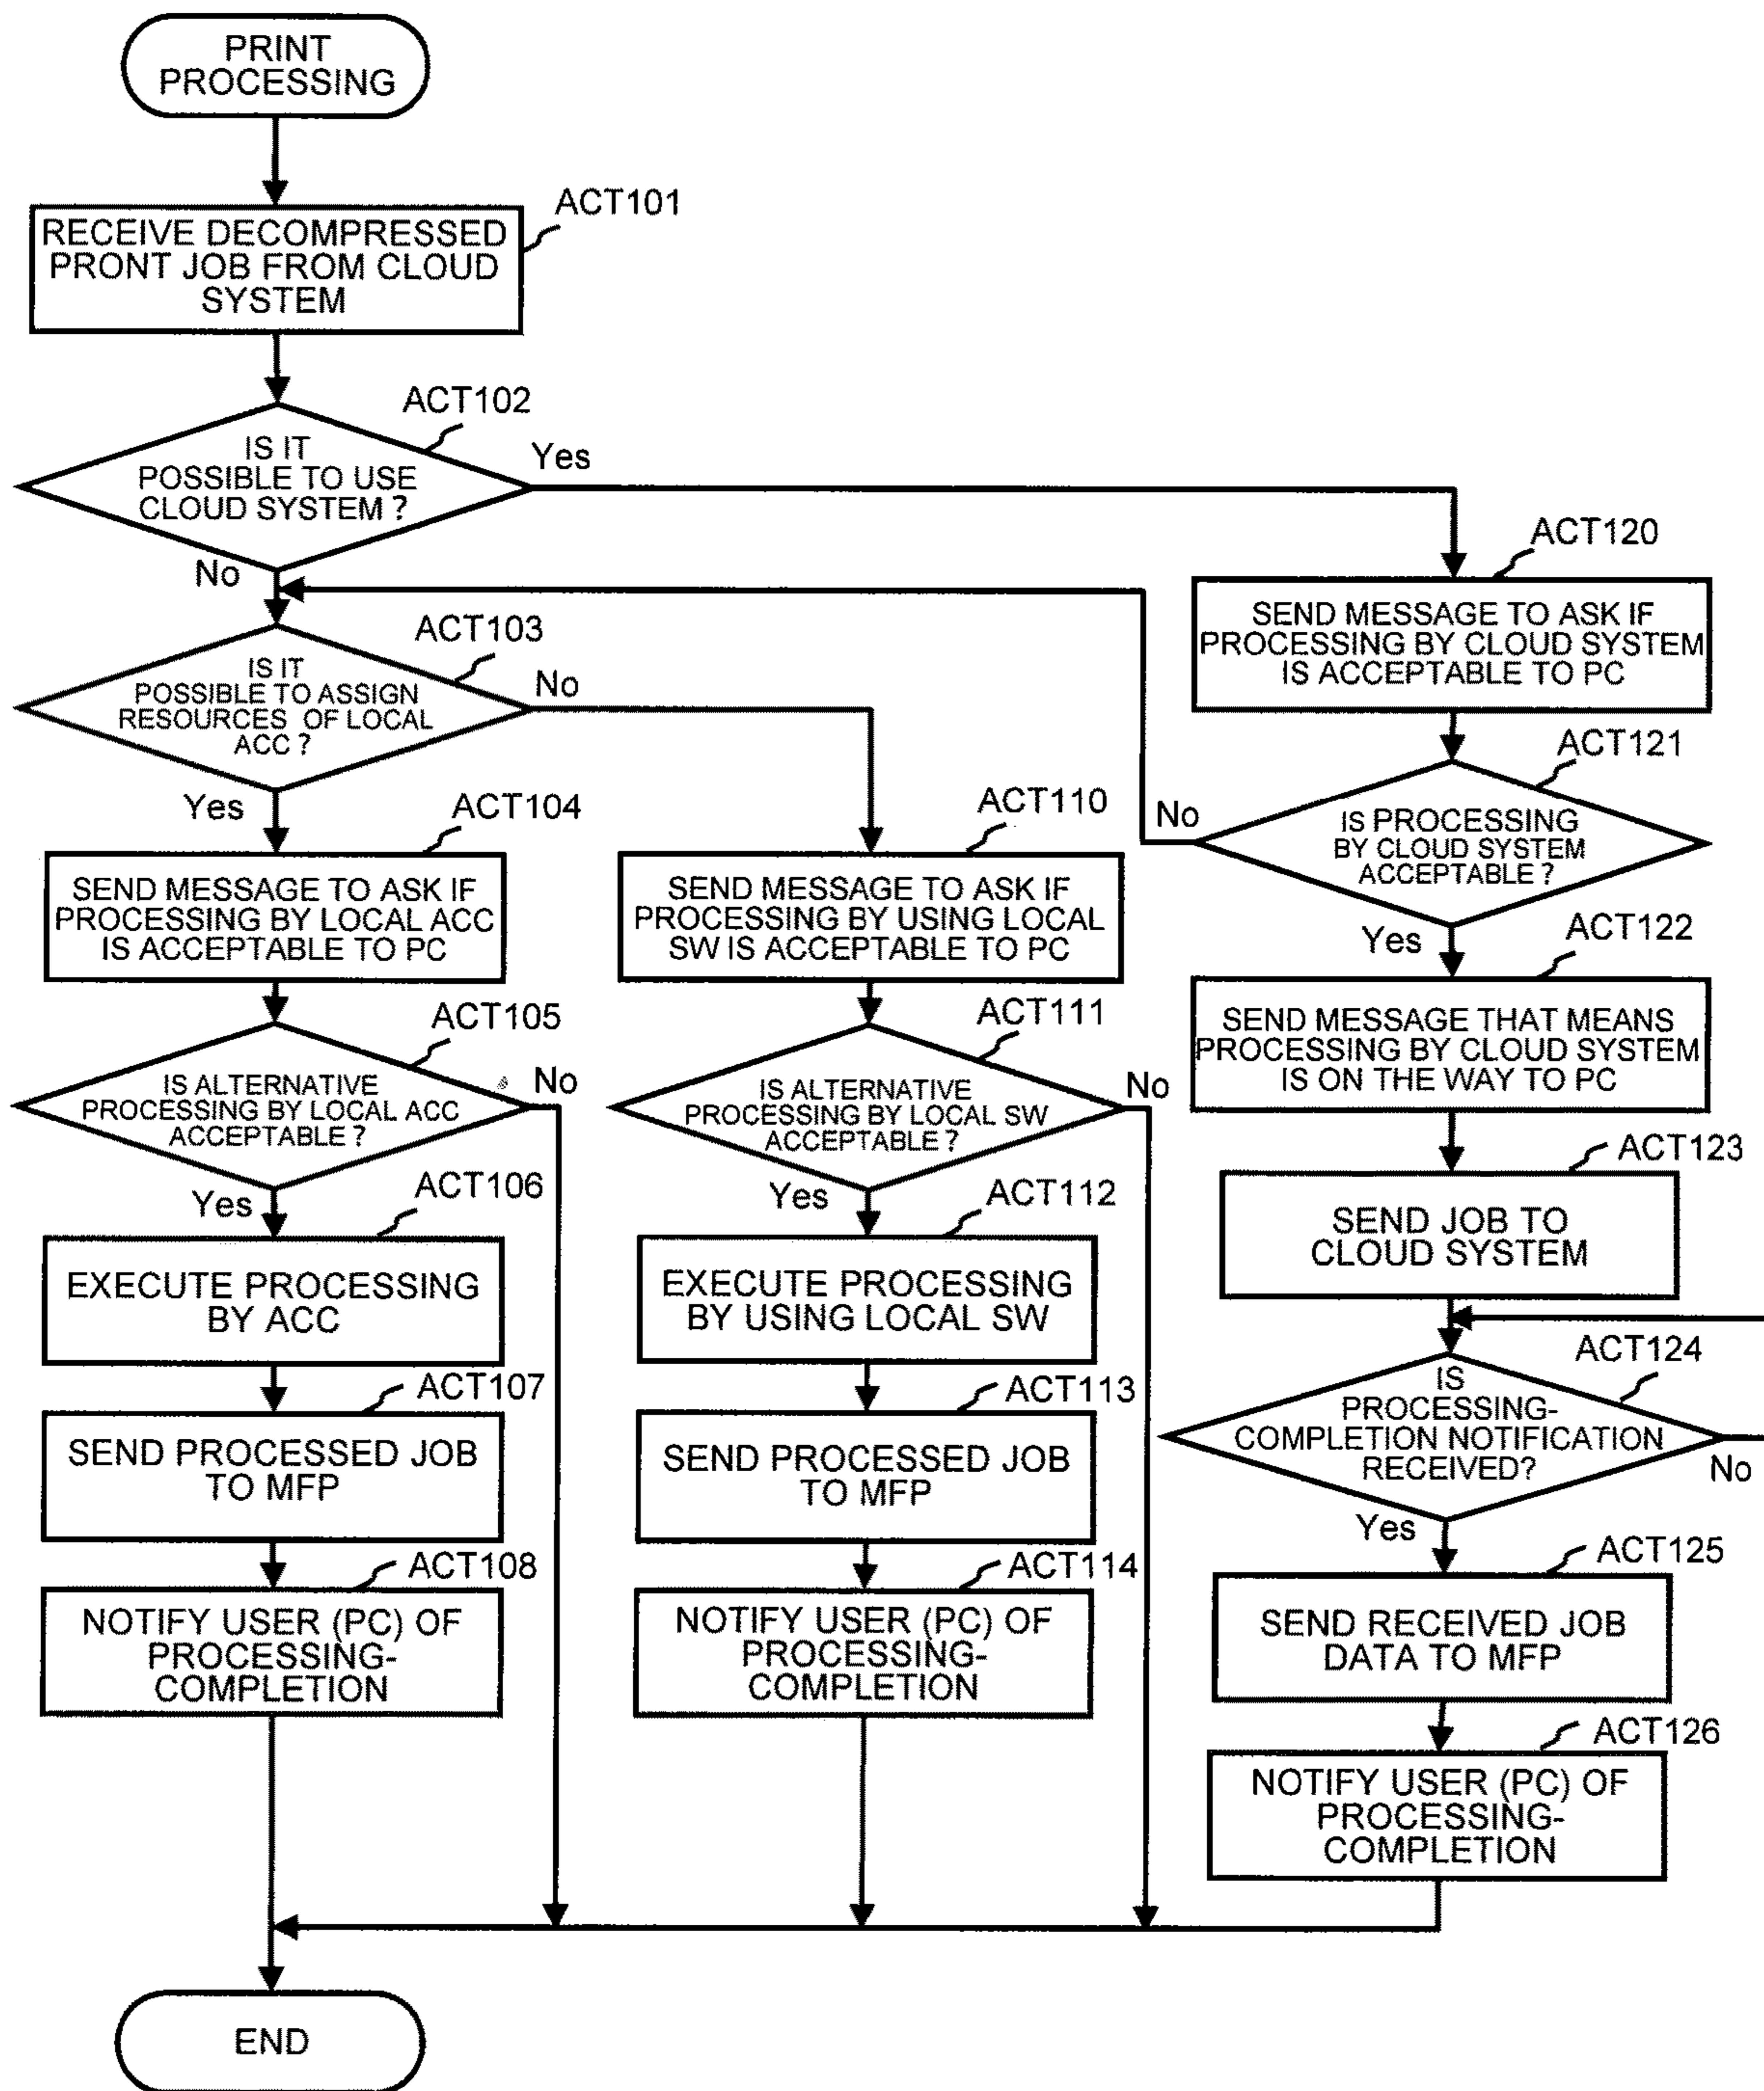 PRINT
PROCESSING
ACT101
RECEIVE DECOMPRESSED
PRONT JOB FROM CLOUD
SYSTEM
ACT102
IS IT
POSSIBLE TO USE
CLOUD SYSTEM ?
Yes
No
ACT103
IS IT
POSSIBLE TO ASSIGN
RESOURCES OF LOCAL
ACC ?
No
Yes
ACT104
SEND MESSAGE TO ASK IF
PROCESSING BY LOCAL ACC
IS ACCEPTABLE TO PC
ACT105
IS ALTERNATIVE
PROCESSING BY LOCAL ACC
ACCEPTABLE ?
No
Yes
ACT106
EXECUTE PROCESSING
BY ACC
ACT107
SEND PROCESSED JOB
TO MFP
ACT108
NOTIFY USER (PC) OF
PROCESSING-
COMPLETION
ACT110
SEND MESSAGE TO ASK IF
PROCESSING BY USING LOCAL
SW IS ACCEPTABLE TO PC
ACT111
IS ALTERNATIVE
PROCESSING BY LOCAL SW
ACCEPTABLE ?
No
Yes
ACT112
EXECUTE PROCESSING
BY USING LOCAL SW
ACT113
SEND PROCESSED JOB
TO MFP
ACT114
NOTIFY USER (PC) OF
PROCESSING-
COMPLETION
ACT120
SEND MESSAGE TO ASK IF
PROCESSING BY CLOUD SYSTEM
IS ACCEPTABLE TO PC
ACT121
IS PROCESSING
BY CLOUD SYSTEM
ACCEPTABLE ?
No
Yes
ACT122
SEND MESSAGE THAT MEANS
PROCESSING BY CLOUD SYSTEM
IS ON THE WAY TO PC
ACT123
SEND JOB TO
CLOUD SYSTEM
ACT124
IS
PROCESSING-
COMPLETION NOTIFICATION
RECEIVED?
No
Yes
ACT125
SEND RECEIVED JOB
DATA TO MFP
ACT126
NOTIFY USER (PC) OF
PROCESSING-
COMPLETION
END